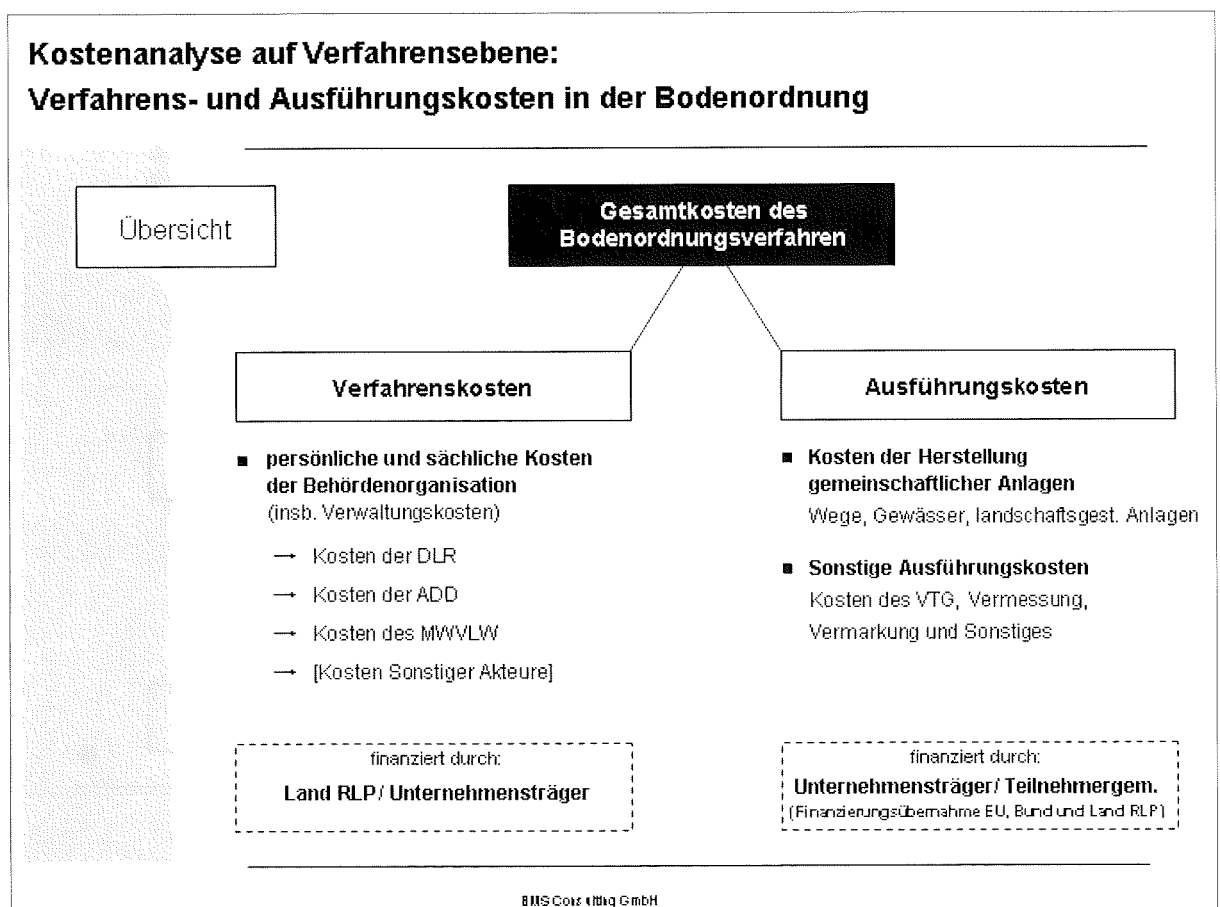 Kostenanalyse auf Verfahrensebene:
Verfahrens- und Ausführungskosten in der Bodenordnung
Übersicht
Gesamtkosten des
Bodenordnungsverfahren
Verfahrenskosten
■ persönliche und sächliche Kosten
der Behördenorganisation
(insb. Verwaltungskosten)
→ Kosten der DLR
→ Kosten der ADD
→ Kosten des MWVLW
→ [Kosten Sonstiger Akteure]
finanziert durch:
Land RLP/ Unternehmensträger
Ausführungskosten
■ Kosten der Herstellung
gemeinschaftlicher Anlagen
Wege, Gewässer, landschaftsgest. Anlagen
■ Sonstige Ausführungskosten
Kosten des VTG, Vermessung,
Vermarkung und Sonstiges
finanziert durch:
Unternehmensträger/ Teilnehmergem.
(Finanzierungsübernahme EU, Bund und Land RLP)
BMS Consulting GmbH